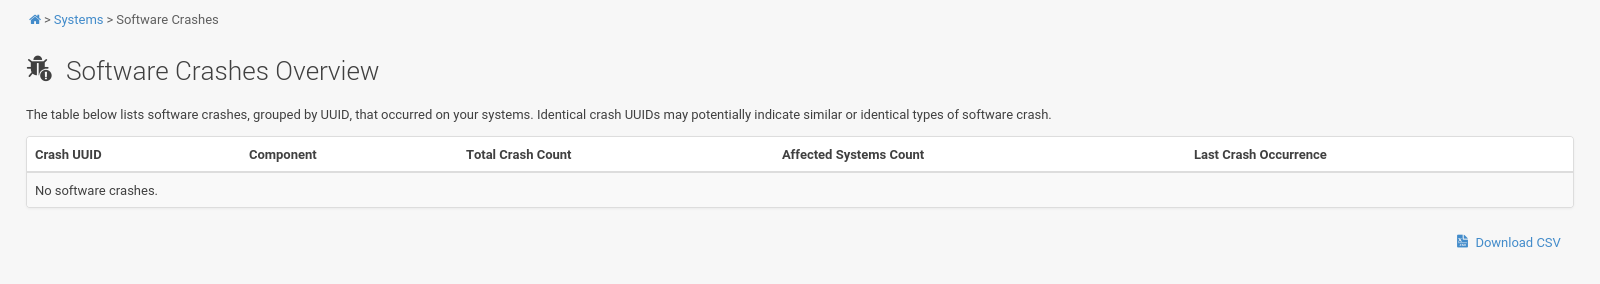 > Systems > Software Crashes
Software Crashes Overview
The table below lists software crashes, grouped by UUID, that occurred on your systems. Identical crash UUIDs may potentially indicate similar or identical types of software crash.
Crash UUID Component Total Crash Count Affected Systems Count Last Crash Occurrence
No software crashes.
Download CSV